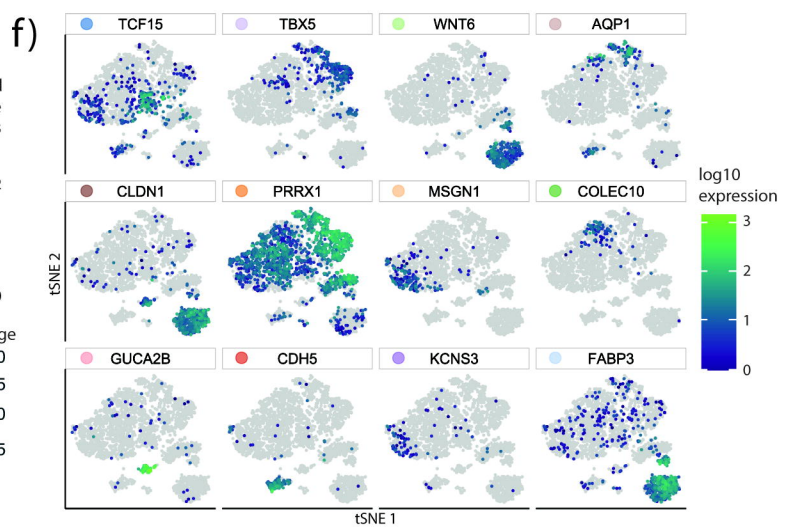 f)
TCF15
TBX5
WNT6
AQP1
CLDN1
PRRX1
MSGN1
COLEC10
GUCA2B
CDH5
KCNS3
FABP3
tSNE 2
tSNE 1
log10
expression
3
2
1
0
ge
0
5
0
5